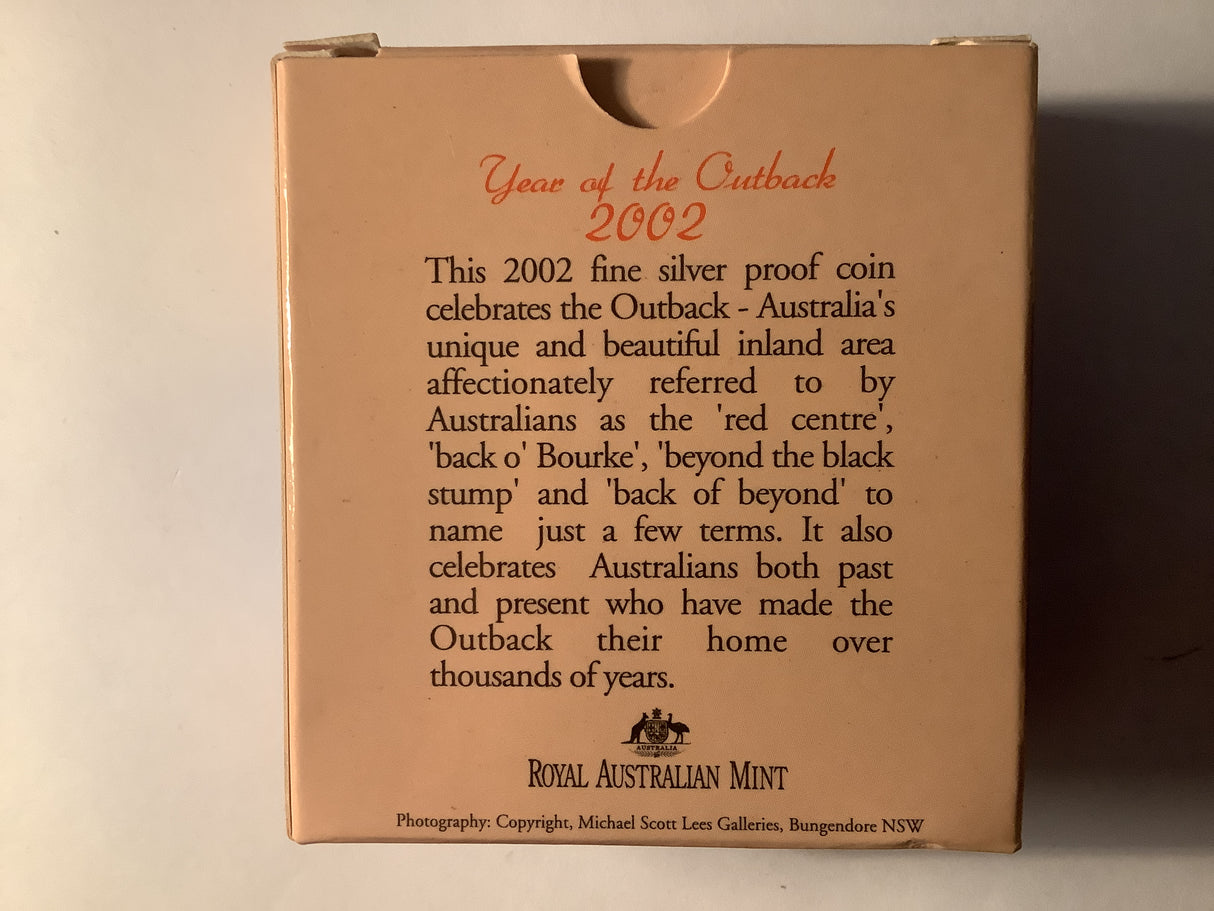 Year of the Outback
2002
This 2002 fine silver proof coin
celebrates the Outback - Australia's
unique and beautiful inland area
affectionately referred to by
Australians as the 'red centre',
'back o' Bourke', 'beyond the black
stump' and 'back of beyond' to
name just a few terms. It also
celebrates Australians both past
and present who have made the
Outback their home over
thousands of years.
AUSTRALIA
ROYAL AUSTRALIAN MINT
Photography: Copyright, Michael Scott Lees Galleries, Bungendore NSW